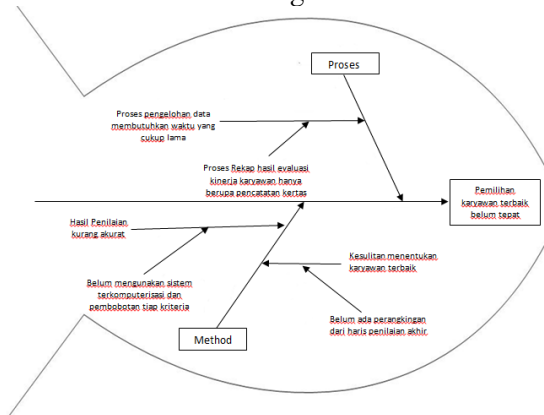 Proses
Proses pengelohan data
membutuhkan waktu yang
cukup lama
Proses Rekap hasil evaluasi
kinerja karyawan hanya
berupa pencatatan kertas
Pemilihan
karyawan terbaik
belum tepat
Hasil Penilaian
kurang akurat
Kesulitan menentukan
karyawan terbaik
Belum mengunakan sistem
terkomputerisasi dan
pembobotan tiap kriteria
Belum ada perangkingan
dari haris penilaian akhir
Method